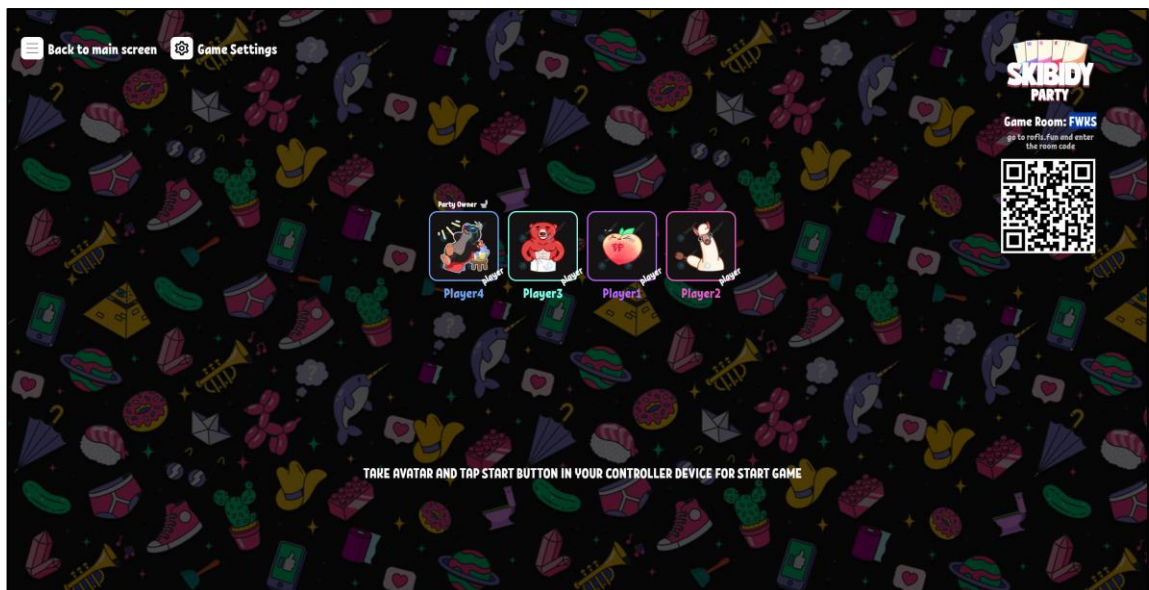 Back to main screen
Game Settings
SKIBIDY
PARTY
Game Room: FWKS
go to rofls.fun and enter
the room code
Party Owner
player
player
player
player
Player4
Player3
Player1
Player2
TAKE AVATAR AND TAP START BUTTON IN YOUR CONTROLLER DEVICE FOR START GAME